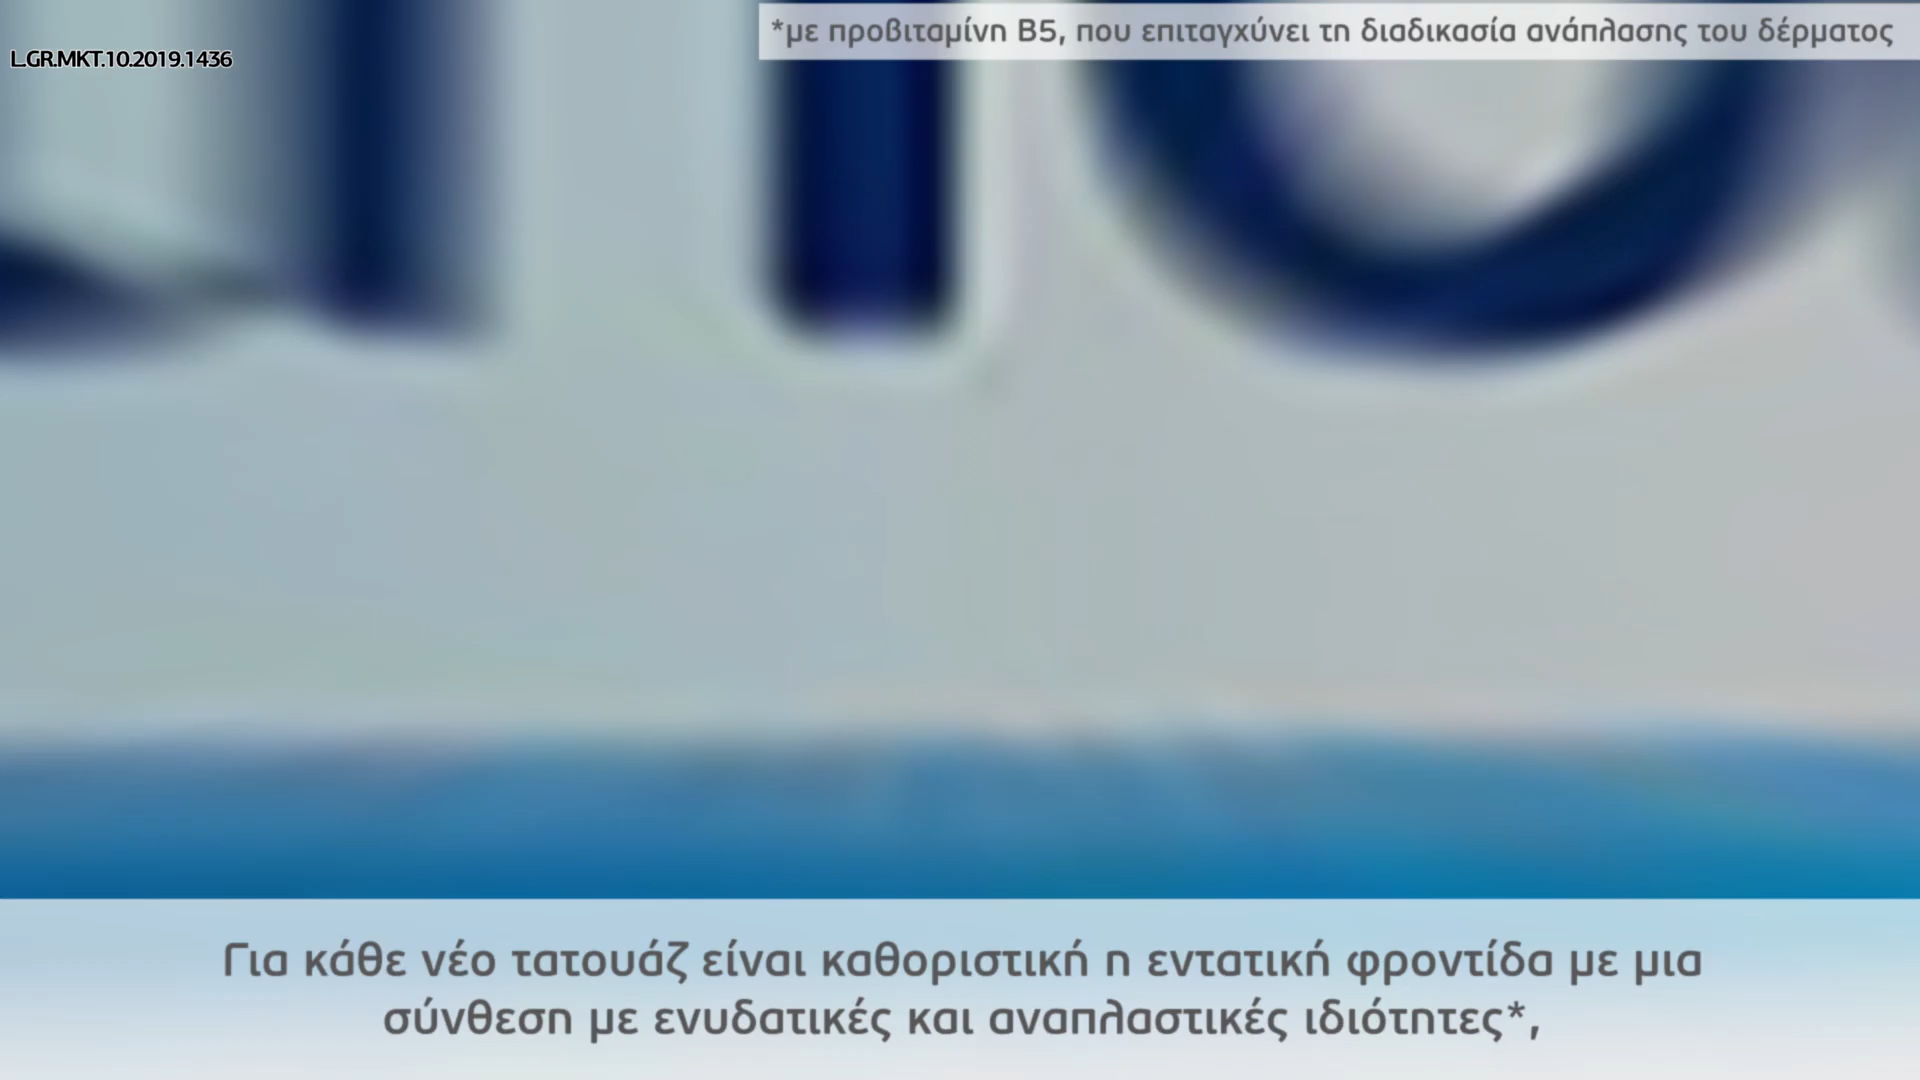 *με προβιταμίνη Β5, που επιταγχύνει τη διαδικασία ανάπλασης του δέρματος
L.GR.MKT.10.2019.1436
Για κάθε νέο τατουάζ είναι καθοριστική η εντατική φροντίδα με μια
σύνθεση με ενυδατικές και αναπλαστικές ιδιότητες*,